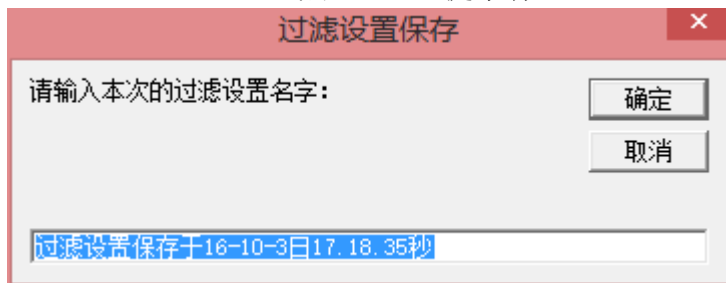 过滤设置保存
请输入本次的过滤设置名字:
确定
取消
过滤设置保存于16-10-3日17.18.35秒